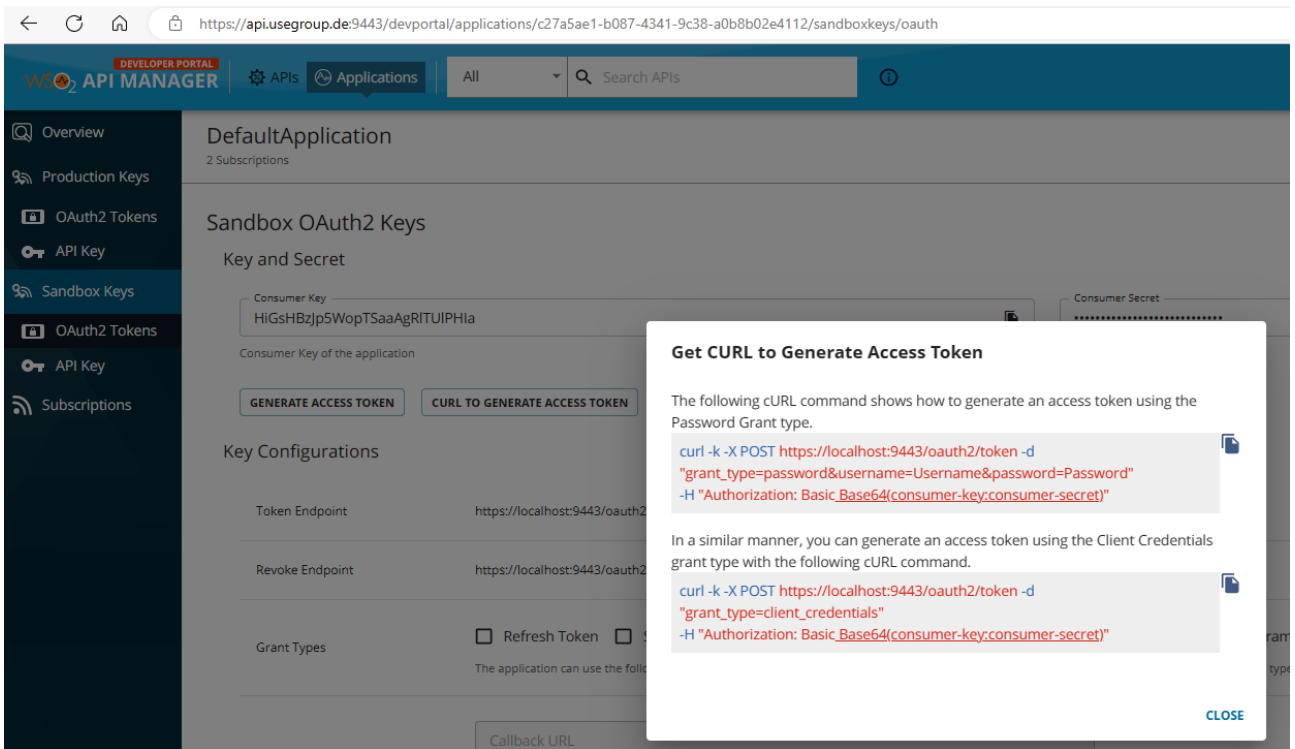 https://api.usegroup.de:9443/devportal/applications/c27a5ae1-b087-4341-9c38-a0b8b02e4112/sandboxkeys/oauth
DEVELOPER PORTAL
WSO2 API MANAGER
APIs
Applications
All
Search APIs
Overview
Production Keys
OAuth2 Tokens
API Key
Sandbox Keys
OAuth2 Tokens
API Key
Subscriptions
DefaultApplication
2 Subscriptions
Sandbox OAuth2 Keys
Key and Secret
Consumer Key
HiGsHBzJp5WopTSaaAgRlTUlPHIa
Consumer Key of the application
Consumer Secret
••••••••••••••••••••••••••••
GENERATE ACCESS TOKEN
CURL TO GENERATE ACCESS TOKEN
Key Configurations
Token Endpoint
https://localhost:9443/oauth2
Revoke Endpoint
https://localhost:9443/oauth2
Grant Types
Refresh Token
The application can use the
Callback URL
Get CURL to Generate Access Token
The following cURL command shows how to generate an access token using the
Password Grant type.
curl -k -X POST https://localhost:9443/oauth2/token -d
"grant_type=password&username=Username&password=Password"
-H "Authorization: Basic Base64(consumer-key:consumer-secret)"
In a similar manner, you can generate an access token using the Client Credentials
grant type with the following cURL command.
curl -k -X POST https://localhost:9443/oauth2/token -d
"grant_type=client_credentials"
-H "Authorization: Basic Base64(consumer-key:consumer-secret)"
CLOSE